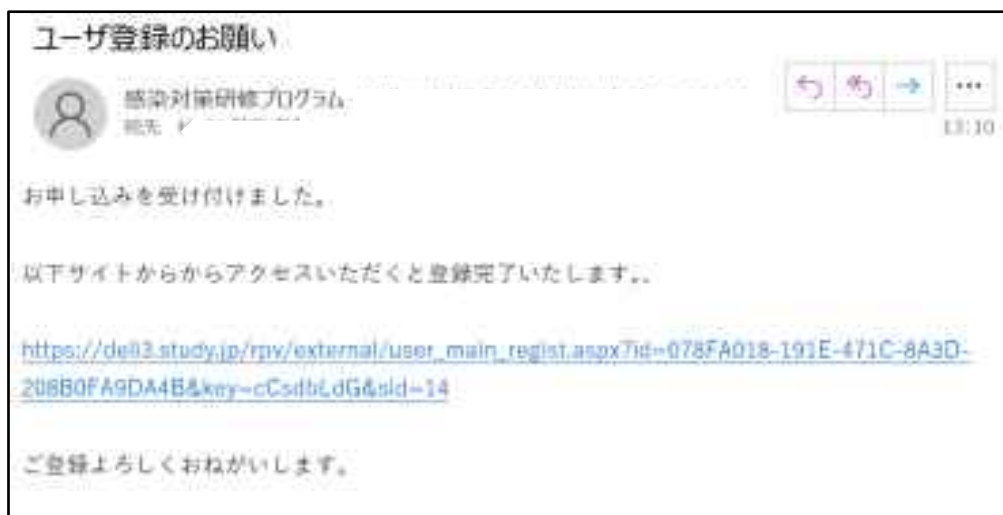 ユーザ登録のお願い
感染対策研修プログラム
宛先
13:10
お申し込みを受け付けました。
以下サイトからからアクセスいただくと登録完了いたします。。
https://deli3.study.jp/rpv/external/user_main_regist.aspx?id=078FA018-191E-471C-8A3D-
208B0FA9DA4B&key=cCsdbLdG&sld=14
ご登録よろしくおねがいします。